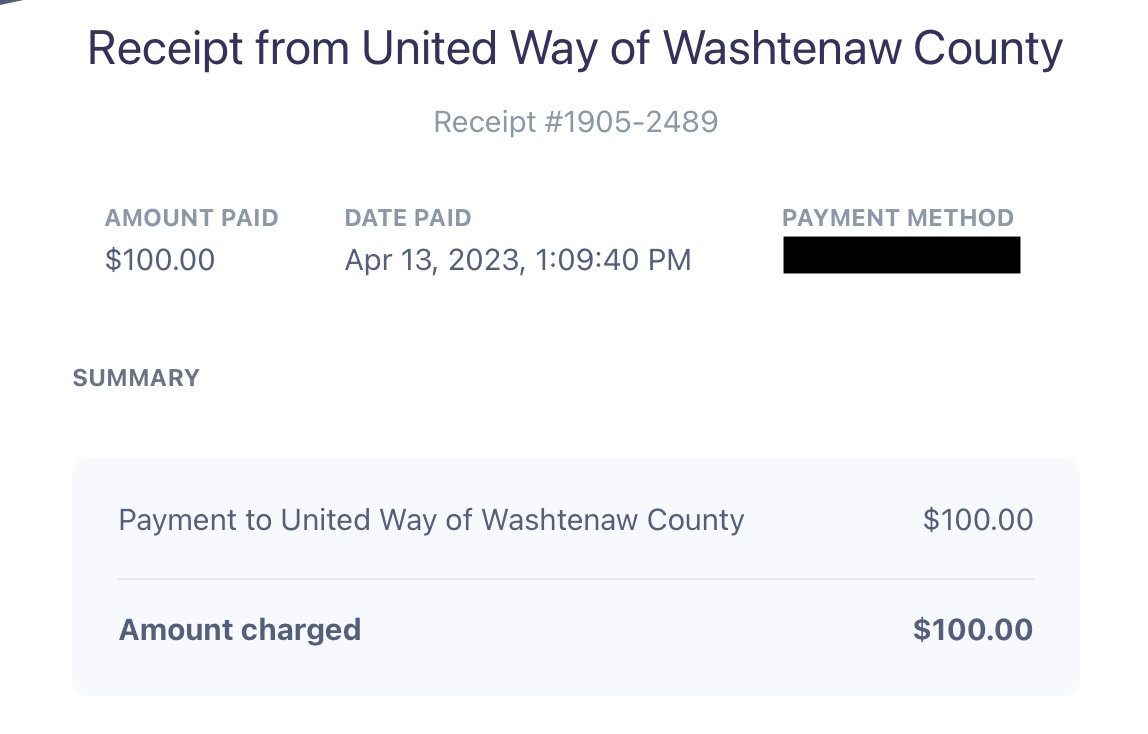 Receipt from United Way of Washtenaw County
Receipt #1905-2489
AMOUNT PAID DATE PAID PAYMENT METHOD
$100.00 Apr 13, 2023, 1:09:40 PM
SUMMARY
Payment to United Way of Washtenaw County $100.00
Amount charged $100.00